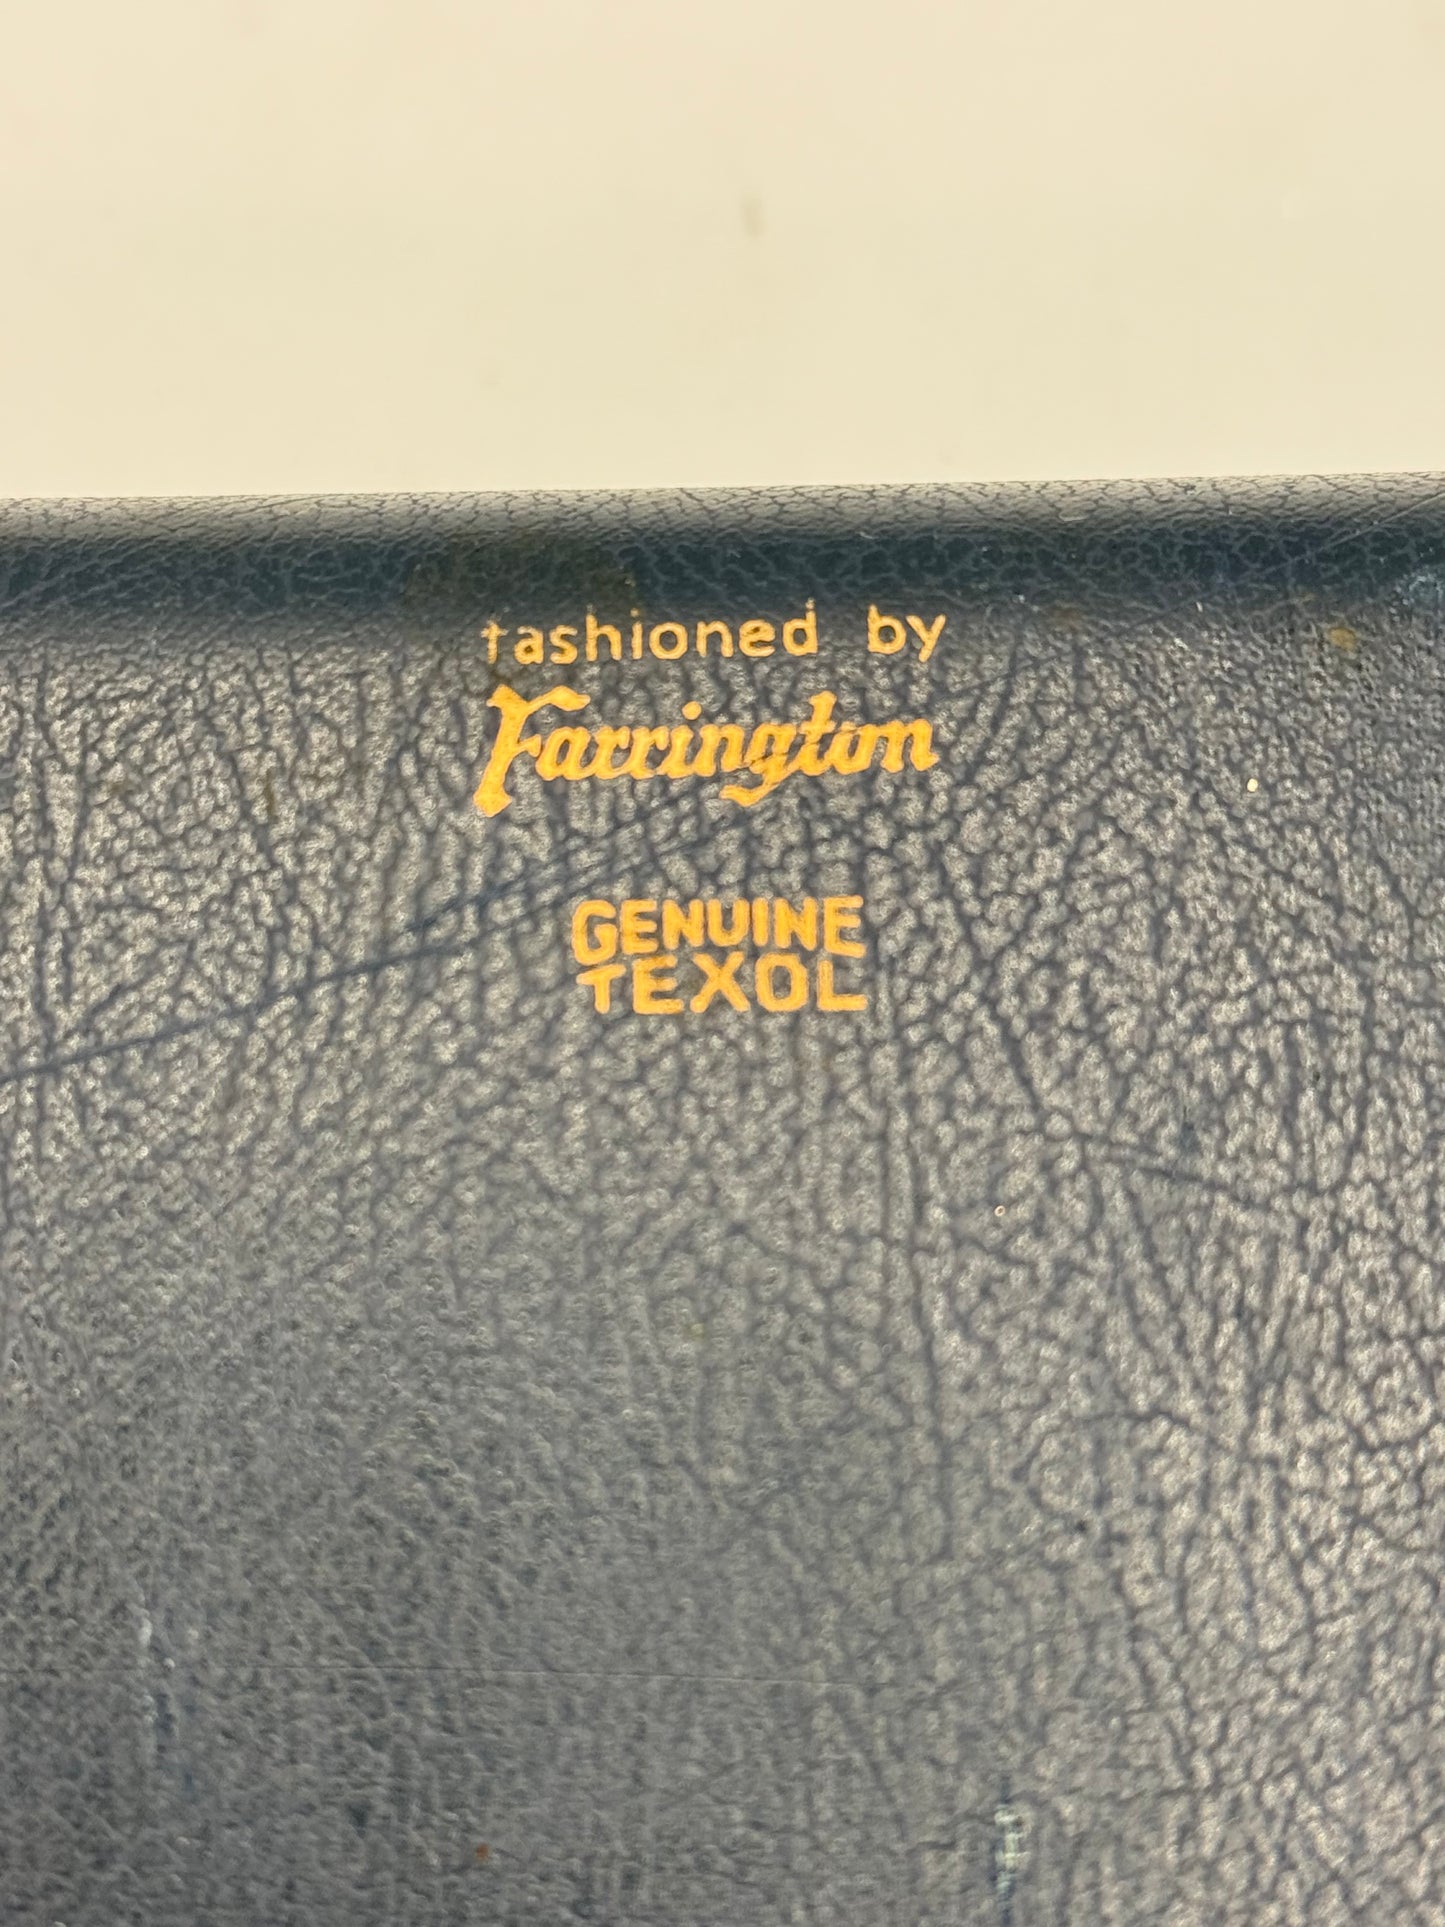 fashioned by
Farrington
GENUINE
TEXOL